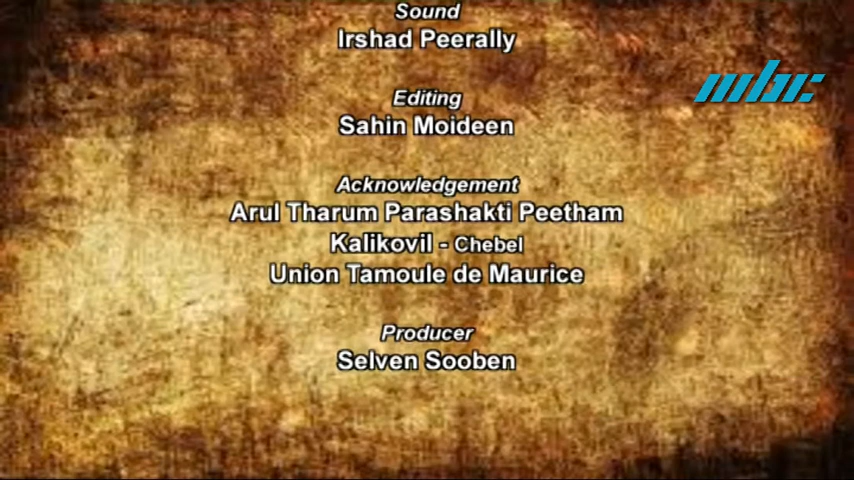 Sound
Irshad Peerally
mbc
Editing
Sahin Moideen
Acknowledgement
Arul Tharum Parashakti Peetham
Kalikovil - Chebel
Union Tamoule de Maurice
Producer
Selven Sooben